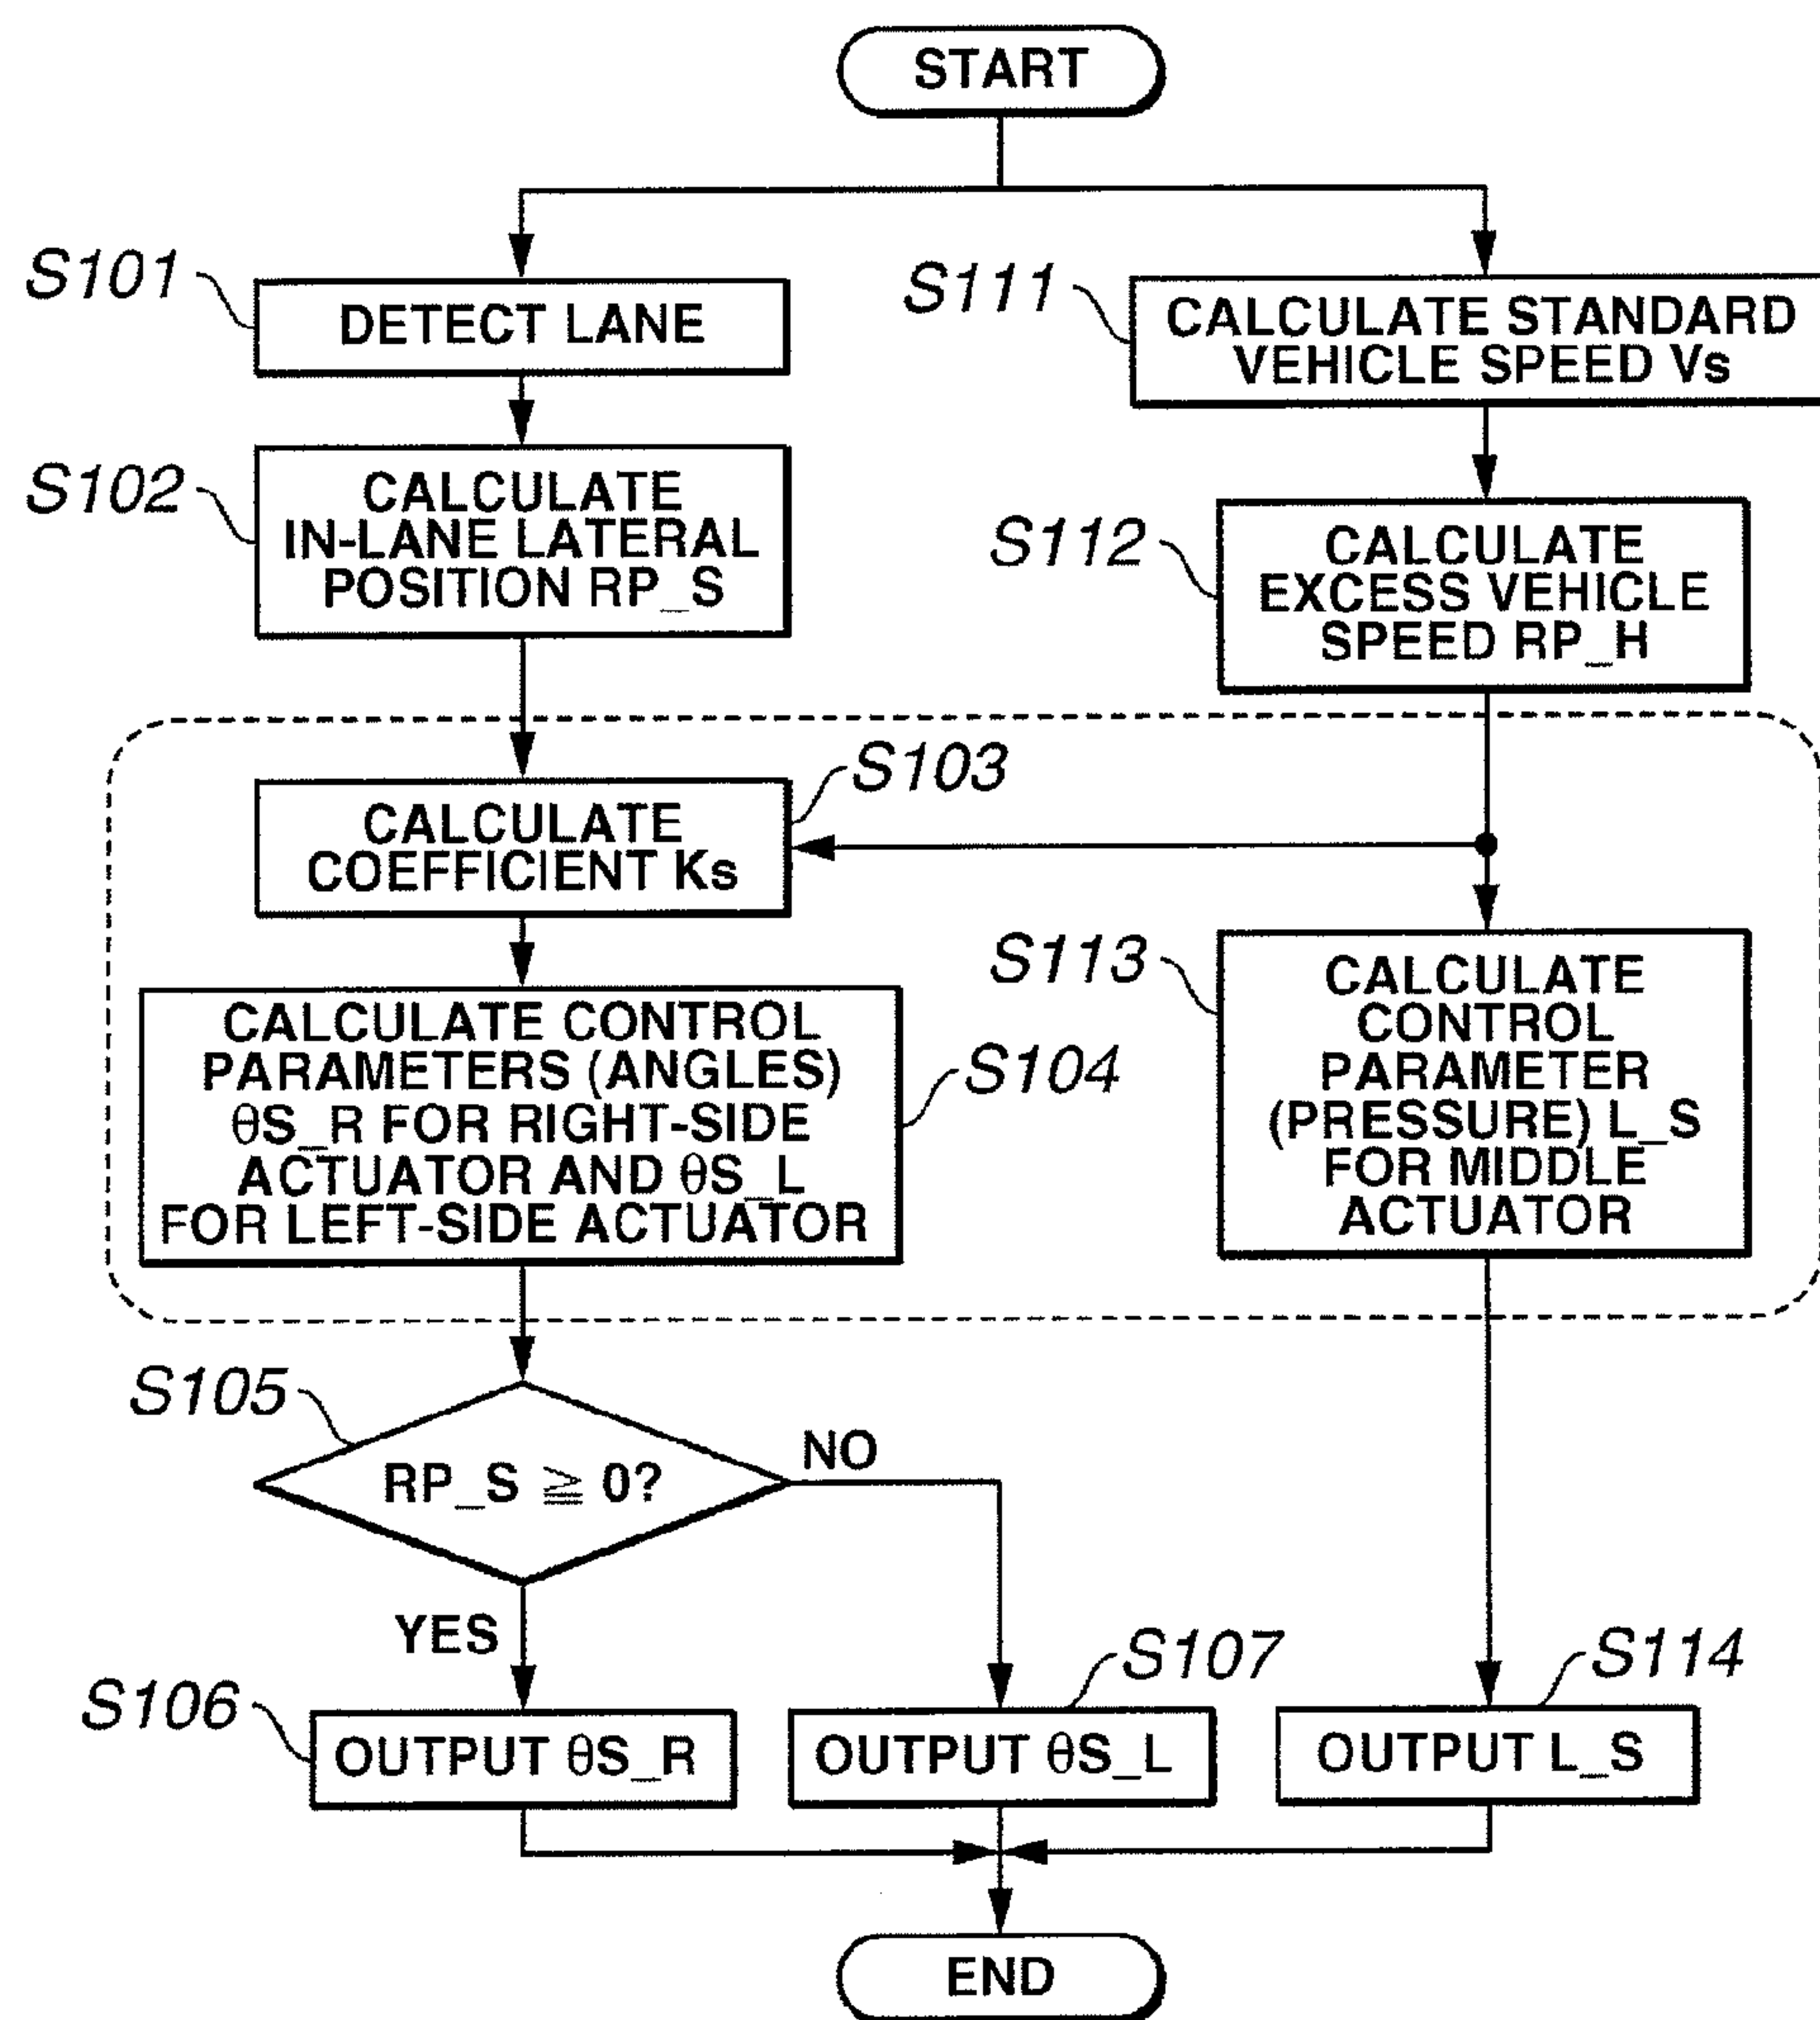 START
S101
DETECT LANE
S111
CALCULATE STANDARD
VEHICLE SPEED Vs
S102
CALCULATE
IN-LANE LATERAL
POSITION RP_S
S112
CALCULATE
EXCESS VEHICLE
SPEED RP_H
S103
CALCULATE
COEFFICIENT Ks
S104
CALCULATE CONTROL
PARAMETERS (ANGLES)
θS_R FOR RIGHT-SIDE
ACTUATOR AND θS_L
FOR LEFT-SIDE ACTUATOR
S113
CALCULATE
CONTROL
PARAMETER
(PRESSURE) L_S
FOR MIDDLE
ACTUATOR
S105
RP_S ≧ 0?
NO
YES
S106
OUTPUT θS_R
S107
OUTPUT θS_L
S114
OUTPUT L_S
END